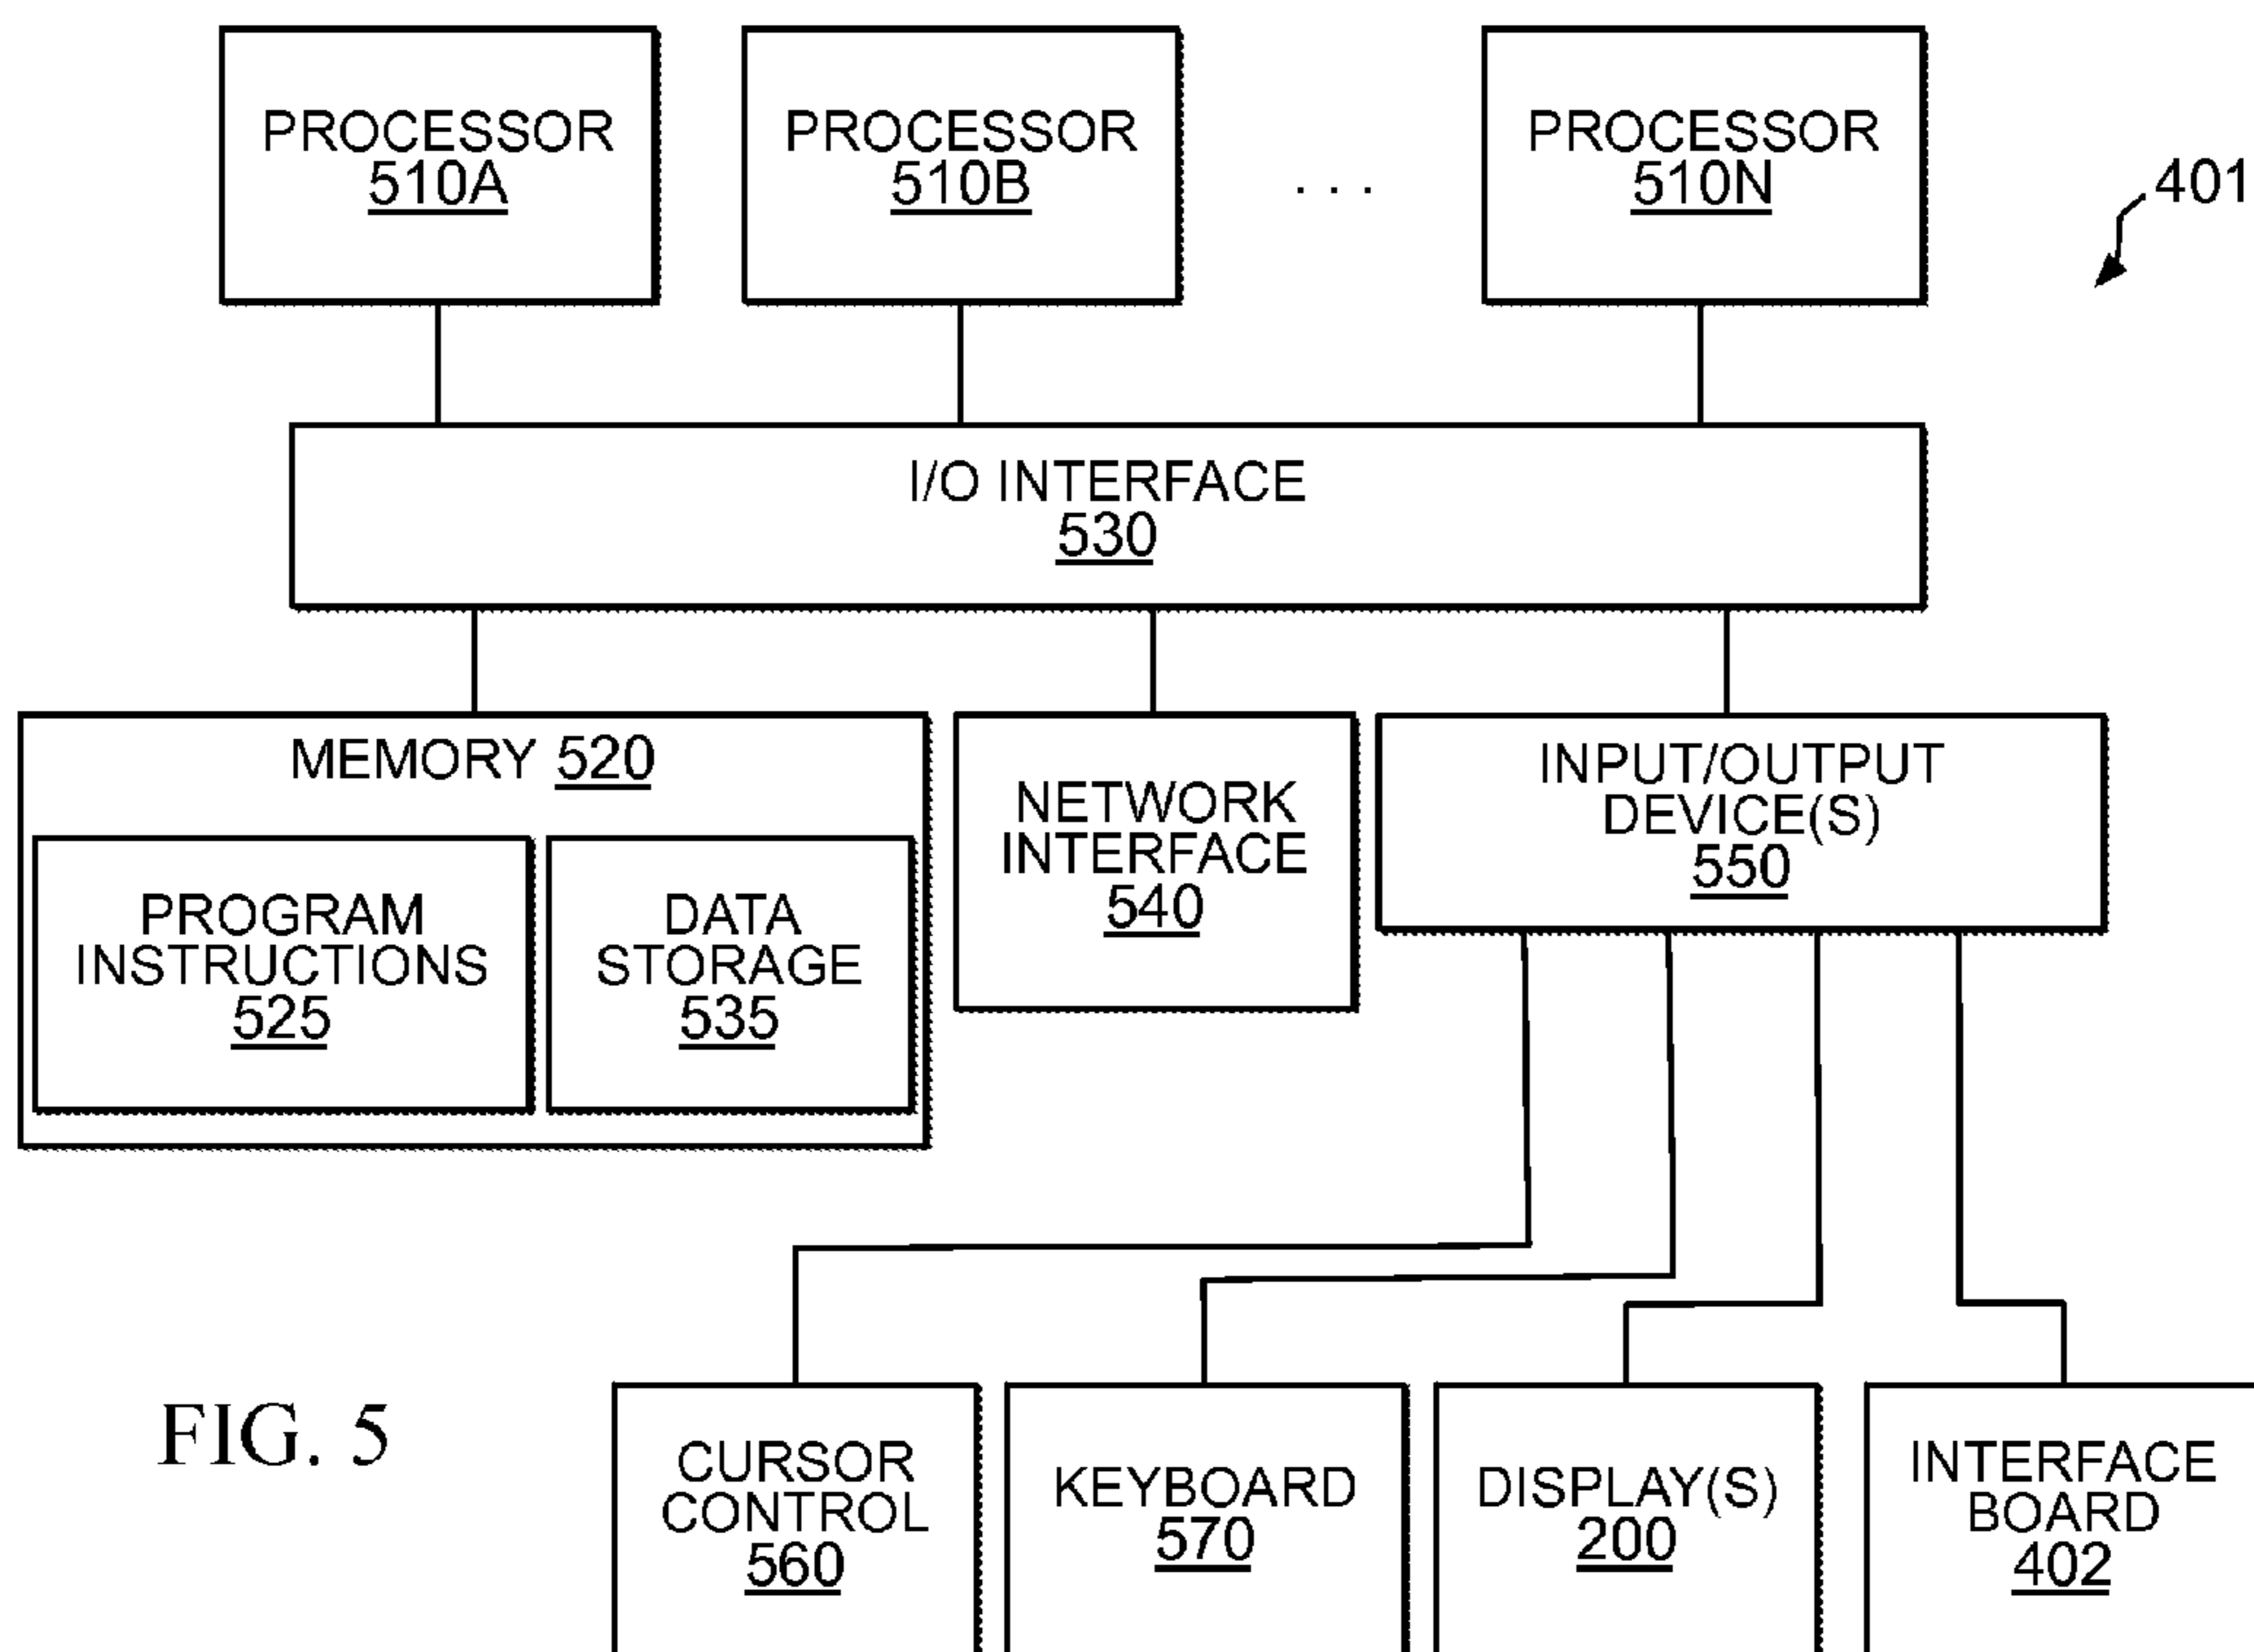 PROCESSOR
510A
PROCESSOR
510B
. . .
PROCESSOR
510N
401
I/O INTERFACE
530
MEMORY 520
PROGRAM
INSTRUCTIONS
525
DATA
STORAGE
535
NETWORK
INTERFACE
540
INPUT/OUTPUT
DEVICE(S)
550
FIG. 5
CURSOR
CONTROL
560
KEYBOARD
570
DISPLAY(S)
200
INTERFACE
BOARD
402